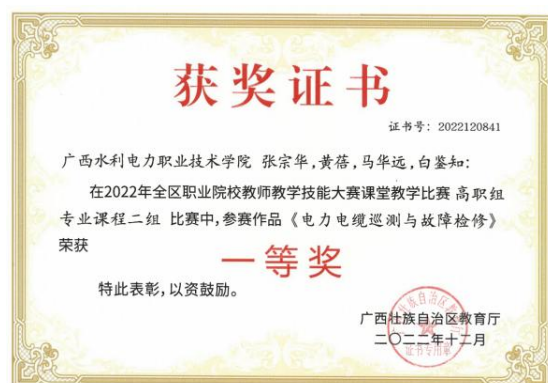 获奖证书
证书号：2022120841
广西水利电力职业技术学院 张宗华,黄蓓,马华远,白鉴知：
在2022年全区职业院校教师教学技能大赛课堂教学比赛 高职组
专业课程二组 比赛中,参赛作品《电力电缆巡测与故障检修》
荣获
一等奖
特此表彰,以资鼓励。
广西壮族自治区教育厅
二〇二二年十二月